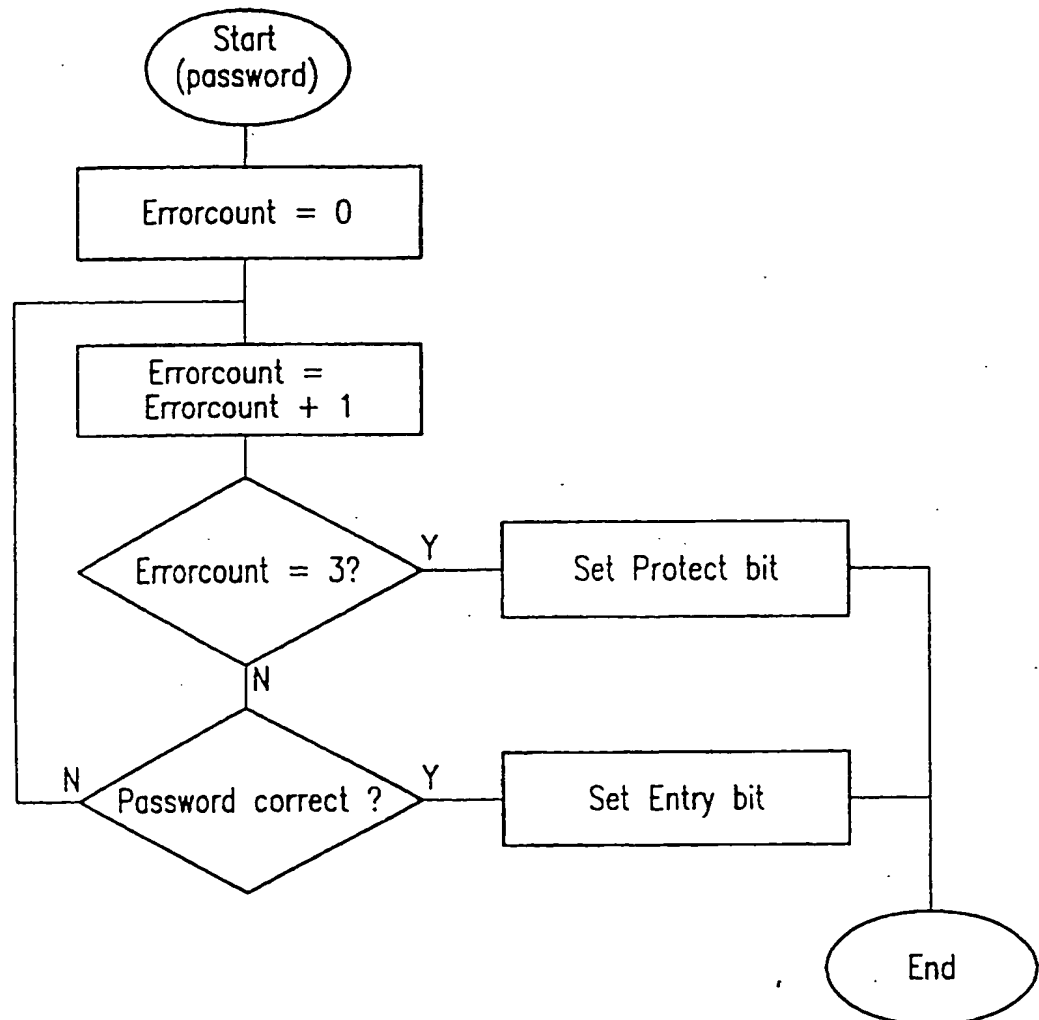 Start
(password)
Errorcount = 0
Errorcount =
Errorcount + 1
Errorcount = 3?
Y
Set Protect bit
N
N
Password correct ?
Y
Set Entry bit
End